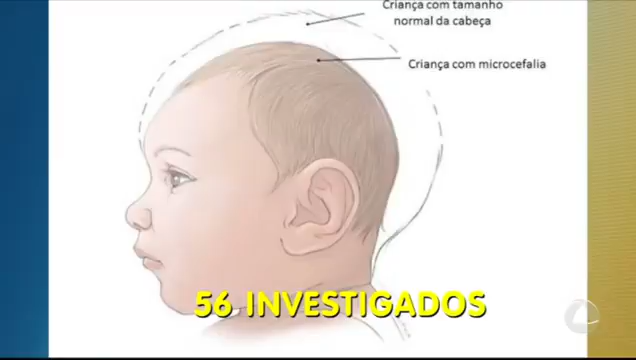 Criança com tamanho
normal da cabeça
Criança com microcefalia
56 INVESTIGADOS